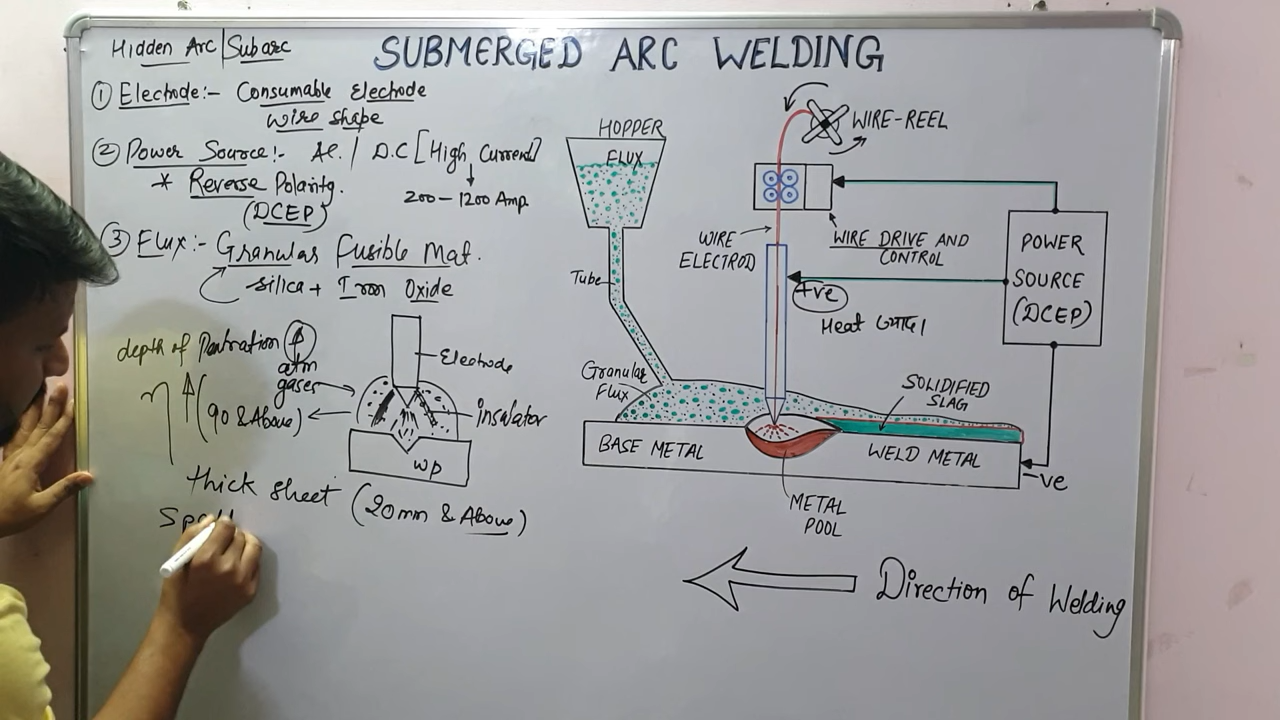 Hidden Arc | Subarc
SUBMERGED ARC WELDING
① Electrode:- Consumable Electrode
wire shape
② Power Source:- AC. / D.C [High Current]
* Reverse Polarity.
(DCEP)
200 - 1200 Amp.
③ Flux:- Granular Fusible Mat.
silica + Iron Oxide
depth of Pentration ↑
atm
gases
η ↑ (90 & Above)
Electrode
insulator
WP
thick sheet (20mm & Above)
HOPPER
FLUX
Tube
Granular
Flux
WIRE-REEL
WIRE
ELECTROD
WIRE DRIVE AND
CONTROL
+ve
Heat ज्यादा
POWER
SOURCE
(DCEP)
SOLIDIFIED
SLAG
BASE METAL
WELD METAL
-ve
METAL
POOL
Direction of Welding